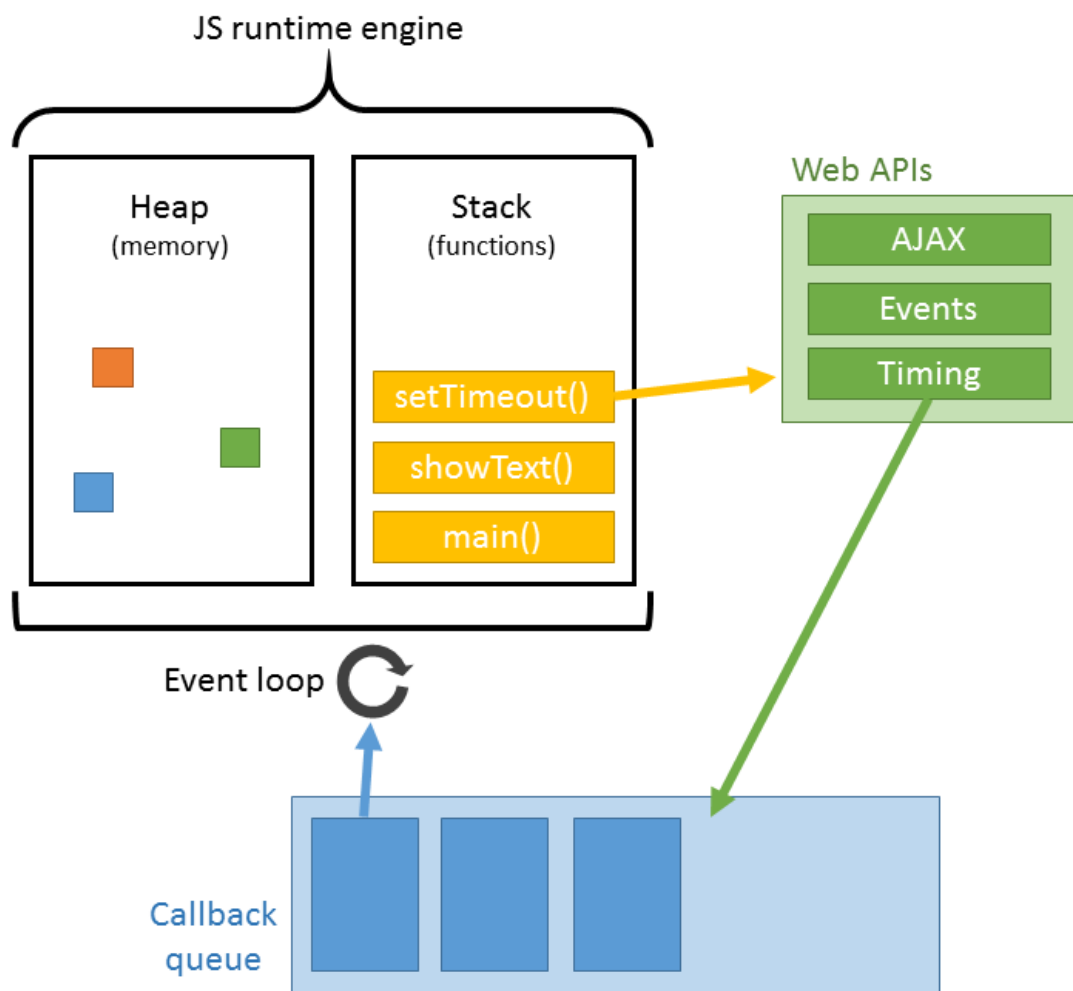 JS runtime engine
Heap
(memory)
Stack
(functions)
setTimeout()
showText()
main()
Web APIs
AJAX
Events
Timing
Event loop
Callback
queue